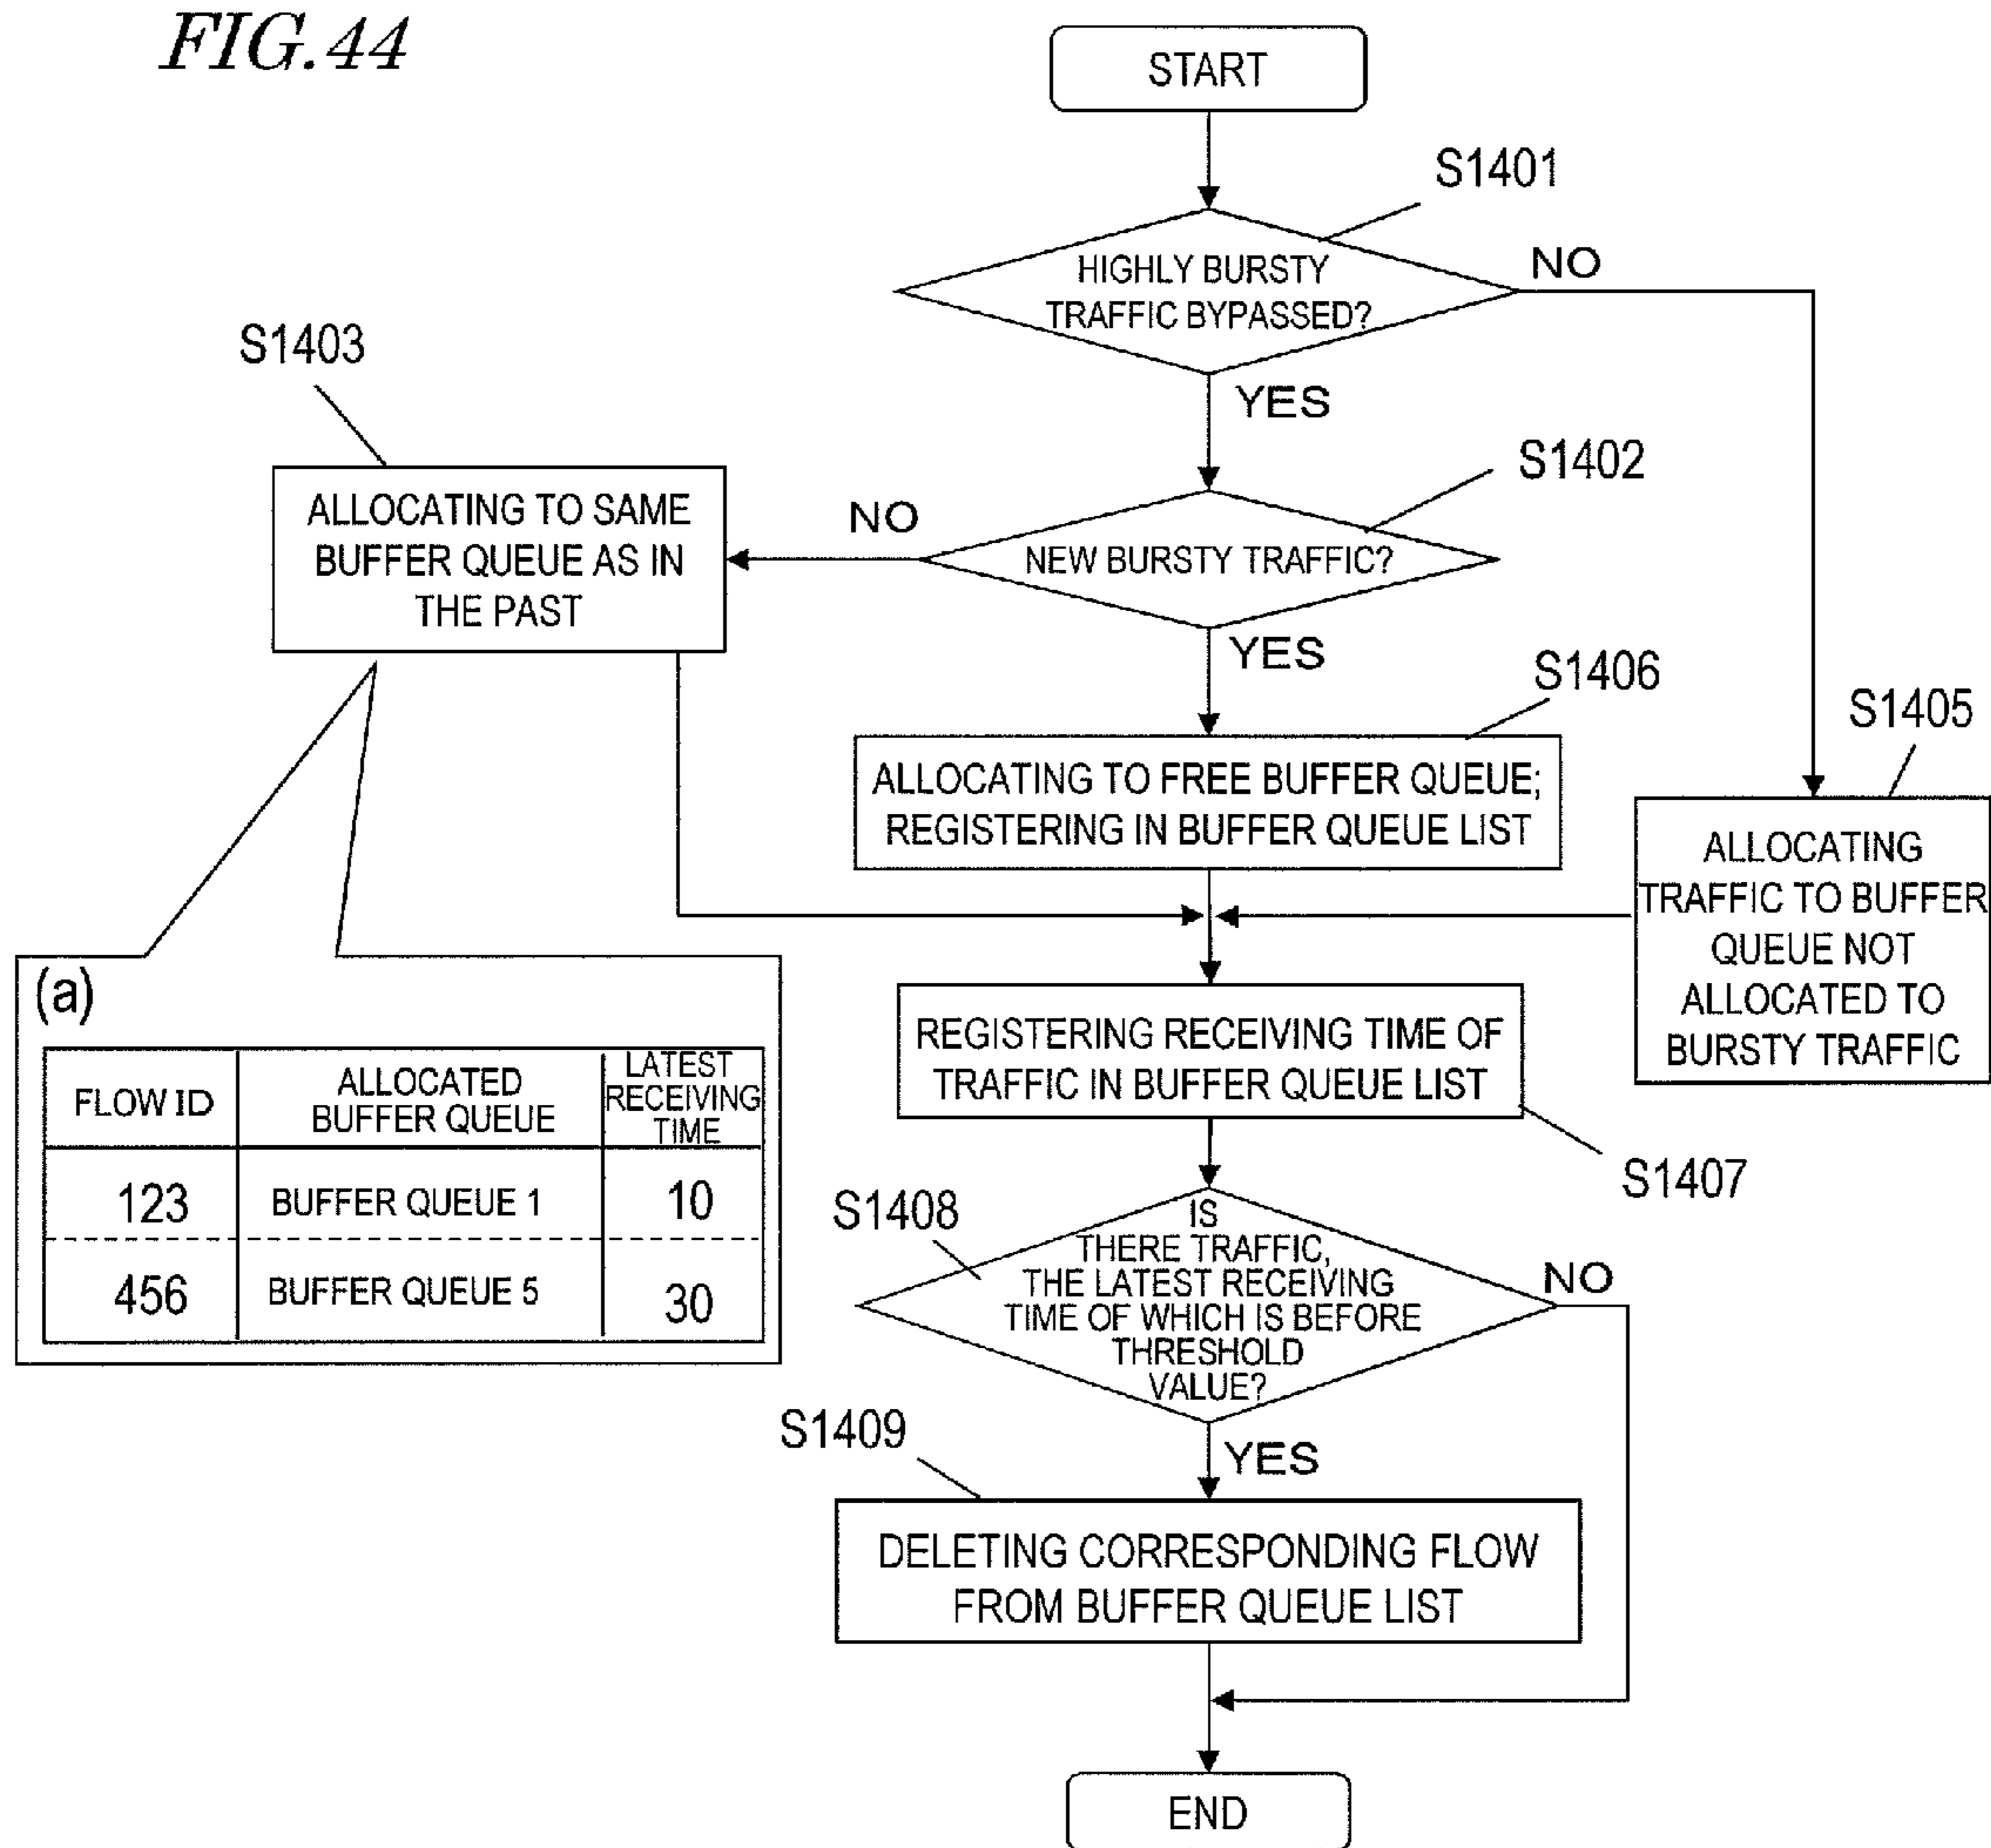 FIG.44
START
S1401
HIGHLY BURSTY
TRAFFIC BYPASSED?
NO
YES
S1402
NEW BURSTY TRAFFIC?
NO
YES
S1403
ALLOCATING TO SAME
BUFFER QUEUE AS IN
THE PAST
S1406
ALLOCATING TO FREE BUFFER QUEUE;
REGISTERING IN BUFFER QUEUE LIST
S1405
ALLOCATING
TRAFFIC TO BUFFER
QUEUE NOT
ALLOCATED TO
BURSTY TRAFFIC
(a)
FLOW ID
ALLOCATED
BUFFER QUEUE
LATEST
RECEIVING
TIME
123
BUFFER QUEUE 1
10
456
BUFFER QUEUE 5
30
REGISTERING RECEIVING TIME OF
TRAFFIC IN BUFFER QUEUE LIST
S1407
S1408
IS
THERE TRAFFIC,
THE LATEST RECEIVING
TIME OF WHICH IS BEFORE
THRESHOLD
VALUE?
NO
YES
S1409
DELETING CORRESPONDING FLOW
FROM BUFFER QUEUE LIST
END